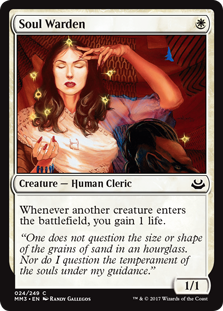 Soul Warden
Creature — Human Cleric
Whenever another creature enters
the battlefield, you gain 1 life.
“One does not question the size or shape
of the grains of sand in an hourglass.
Nor do I question the temperament of
the souls under my guidance.”
1/1
024/249 C
MM3 • EN RANDY GALLEGOS
™ & © 2017 Wizards of the Coast